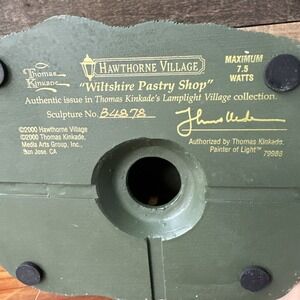 Thomas
Kinkade
HAWTHORNE VILLAGE
MAXIMUM
7.5
WATTS
"Wiltshire Pastry Shop"
Authentic issue in Thomas Kinkade's Lamplight Village collection.
Sculpture No. B4878
©2000 Hawthorne Village
©2000 Thomas Kinkade,
Media Arts Group, Inc.,
San Jose, CA
Authorized by Thomas Kinkade,
Painter of Light™
79988